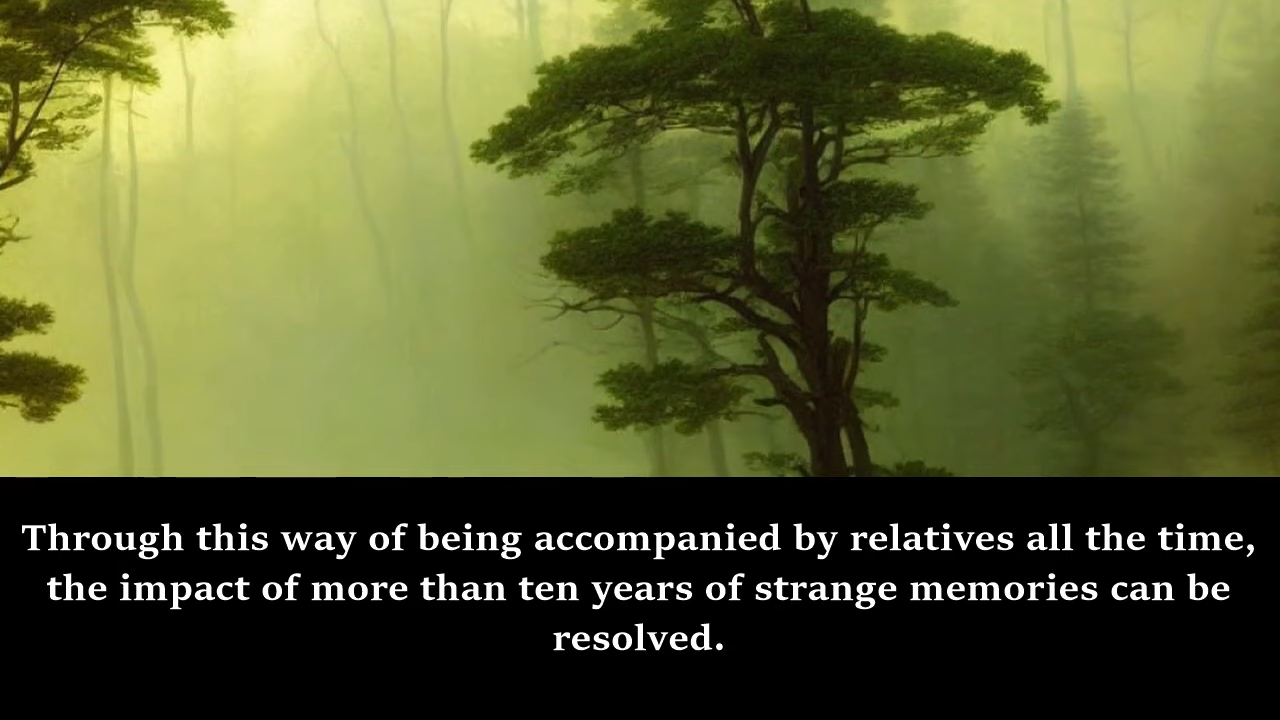 Through this way of being accompanied by relatives all the time,
the impact of more than ten years of strange memories can be
resolved.